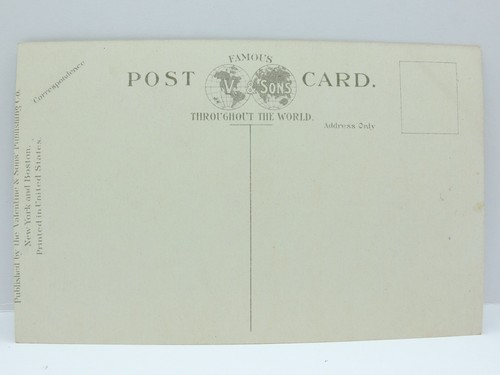 FAMOUS
POST V. & SONS CARD.
THROUGHOUT THE WORLD.
Correspondence
Address Only
Published by the Valentine & Sons Publishing Co.
New York and Boston.
Printed in United States.